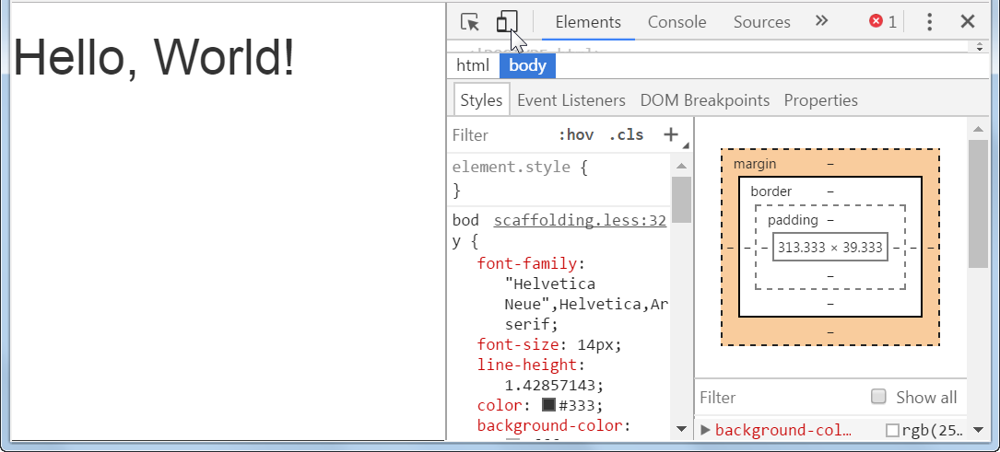 Hello, World!
Elements Console Sources » 1
html body
Styles Event Listeners DOM Breakpoints Properties
Filter :hov .cls +
element.style {
}
bod scaffolding.less:32
y {
font-family:
"Helvetica
Neue",Helvetica,Ar
serif;
font-size: 14px;
line-height:
1.42857143;
color: #333;
background-color:
margin –
border –
padding –
– – – 313.333 × 39.333 – – –
–
–
–
Filter Show all
background-col… rgb(25…